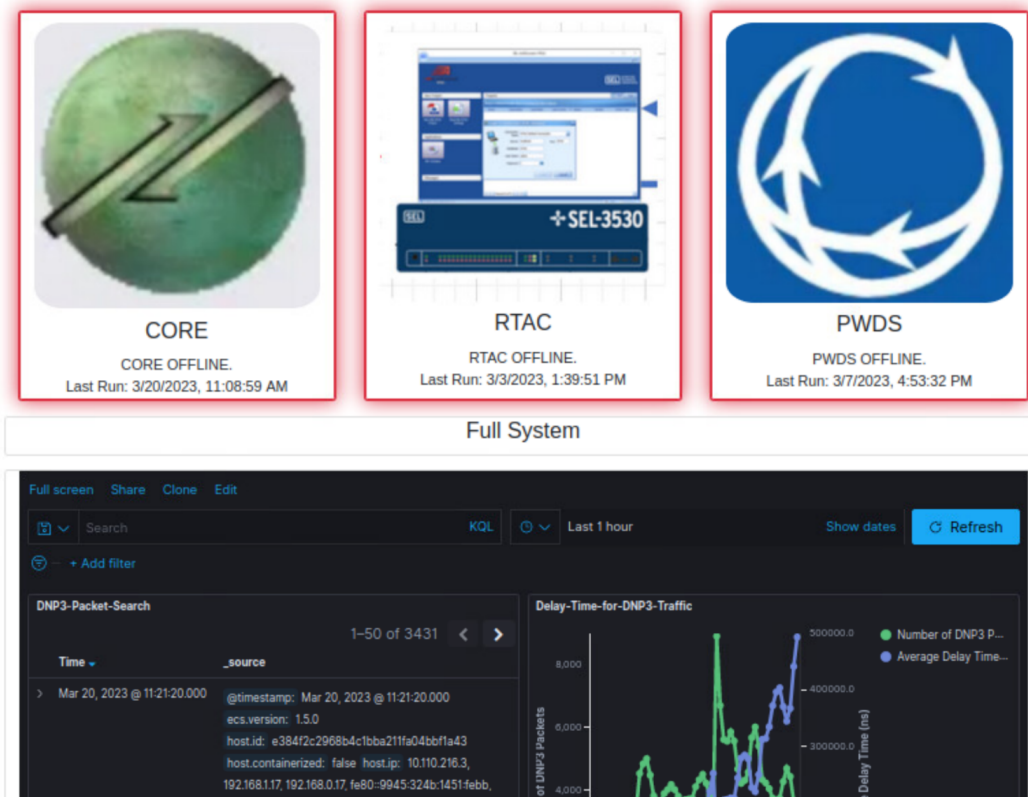 SEL
SEL
SEL-3530
CORE
RTAC
PWDS
CORE OFFLINE.
RTAC OFFLINE.
PWDS OFFLINE.
Last Run: 3/20/2023, 11:08:59 AM
Last Run: 3/3/2023, 1:39:51 PM
Last Run: 3/7/2023, 4:53:32 PM
Full System
Full screen Share Clone Edit
Search KQL Last 1 hour Show dates Refresh
+ Add filter
DNP3-Packet-Search
1–50 of 3431
Time _source
Mar 20, 2023 @ 11:21:20.000
@timestamp: Mar 20, 2023 @ 11:21:20.000
ecs.version: 1.5.0
host.id: e384f2c2968b4c1bba211fa04bbf1a43
host.containerized: false host.ip: 10.110.216.3,
192.168.1.17, 192.168.0.17, fe80::9945:324b:1451:febb,
Delay-Time-for-DNP3-Traffic
8,000
6,000
4,000
of DNP3 Packets
500000.0
400000.0
300000.0
Delay Time (ns)
Number of DNP3 P...
Average Delay Time...